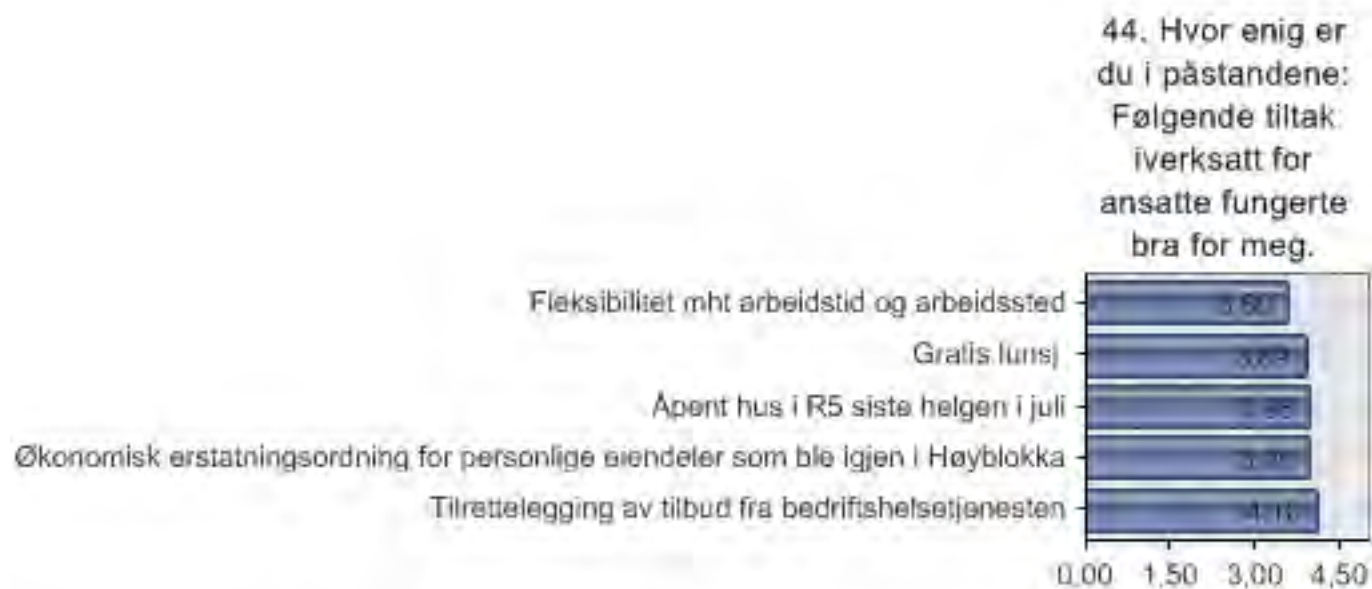 44. Hvor enig er
du i påstandene:
Følgende tiltak
iverksatt for
ansatte fungerte
bra for meg.
Fleksibilitet mht arbeidstid og arbeidssted
Gratis lunsj
Åpent hus i R5 siste helgen i juli
Økonomisk erstatningsordning for personlige eiendeler som ble igjen i Høyblokka
Tilrettelegging av tilbud fra bedriftshelsetjenesten
0,00 1,50 3,00 4,50